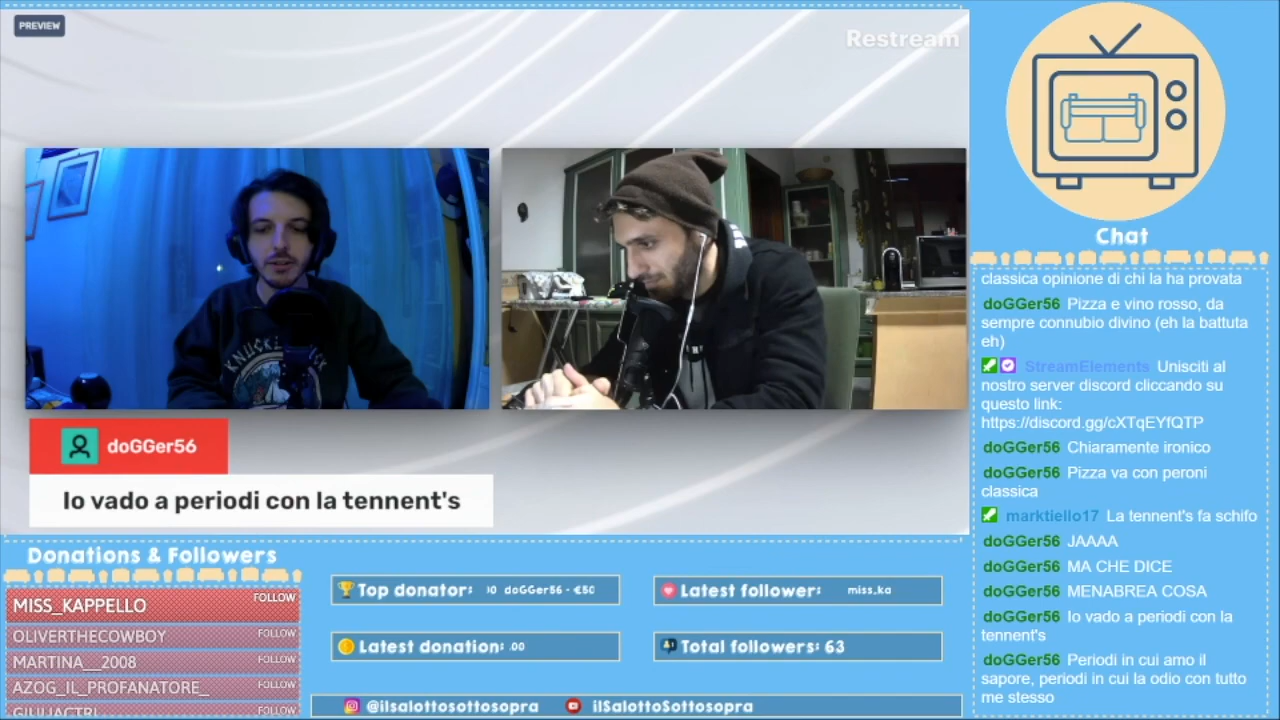 PREVIEW
Restream
KNUCKLE
doGGer56
Io vado a periodi con la tennent's
Donations & Followers
MISS_KAPPELLO FOLLOW
OLIVERTHECOWBOY FOLLOW
MARTINA__2008 FOLLOW
AZOG_IL_PROFANATORE_ FOLLOW
FOLLOW
Top donator: 10 doGGer56 - €50
Latest follower: miss_ka
Latest donation: .00
Total followers: 63
@ilsalottosottosopra
ilSalottoSottosopra
Chat
classica opinione di chi la ha provata
doGGer56 Pizza e vino rosso, da
sempre connubio divino (eh la battuta
eh)
StreamElements Unisciti al
nostro server discord cliccando su
questo link:
https://discord.gg/cXTqEYfQTP
doGGer56 Chiaramente ironico
doGGer56 Pizza va con peroni
classica
marktiello17 La tennent's fa schifo
doGGer56 JAAAA
doGGer56 MA CHE DICE
doGGer56 MENABREA COSA
doGGer56 Io vado a periodi con la
tennent's
doGGer56 Periodi in cui amo il
sapore, periodi in cui la odio con tutto
me stesso